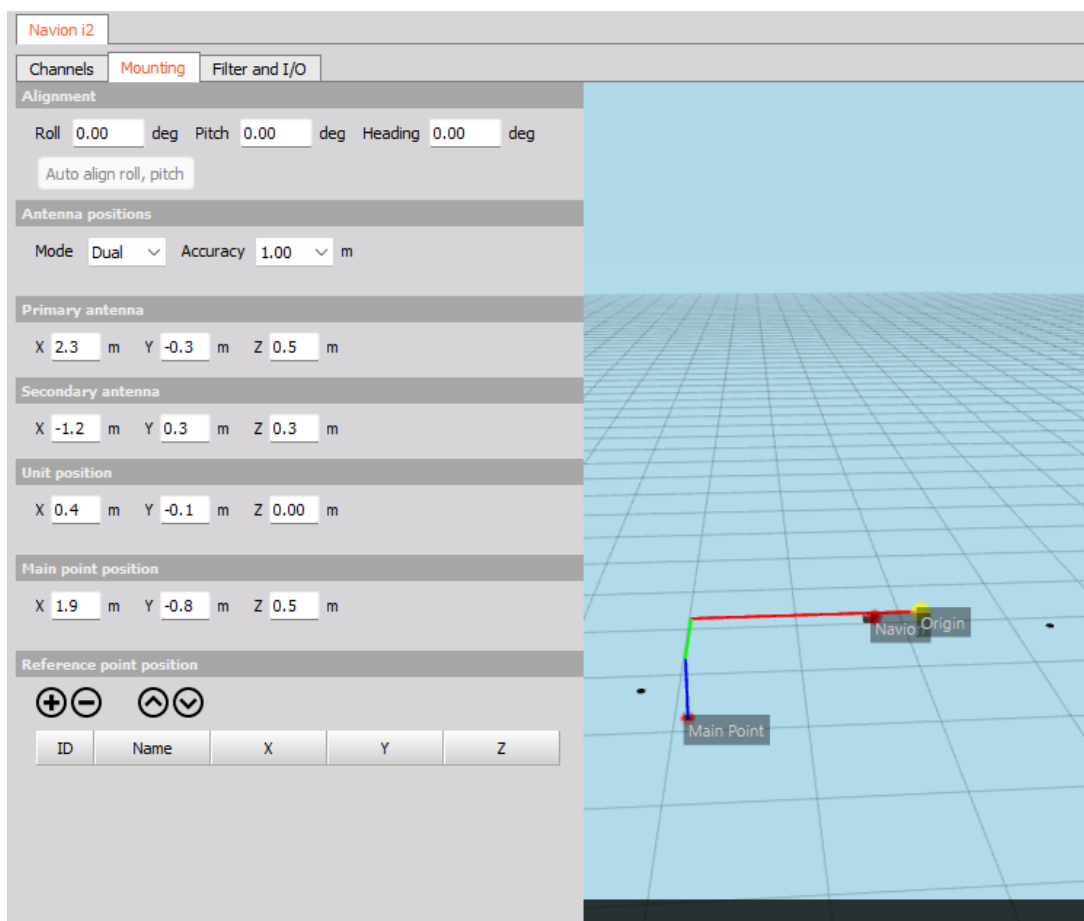 Navion i2
Channels Mounting Filter and I/O
Alignment
Roll 0.00 deg Pitch 0.00 deg Heading 0.00 deg
Auto align roll, pitch
Antenna positions
Mode Dual Accuracy 1.00 m
Primary antenna
X 2.3 m Y -0.3 m Z 0.5 m
Secondary antenna
X -1.2 m Y 0.3 m Z 0.3 m
Unit position
X 0.4 m Y -0.1 m Z 0.00 m
Main point position
X 1.9 m Y -0.8 m Z 0.5 m
Reference point position
ID Name X Y Z
Navio Origin
Main Point